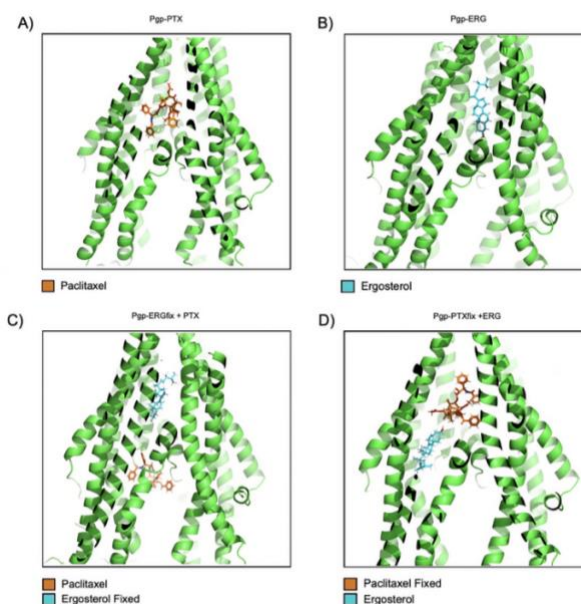 A)
Pgp-PTX
Paclitaxel
B)
Pgp-ERG
Ergosterol
C)
Pgp-ERGfix + PTX
Paclitaxel
Ergosterol Fixed
D)
Pgp-PTXfix +ERG
Paclitaxel Fixed
Ergosterol